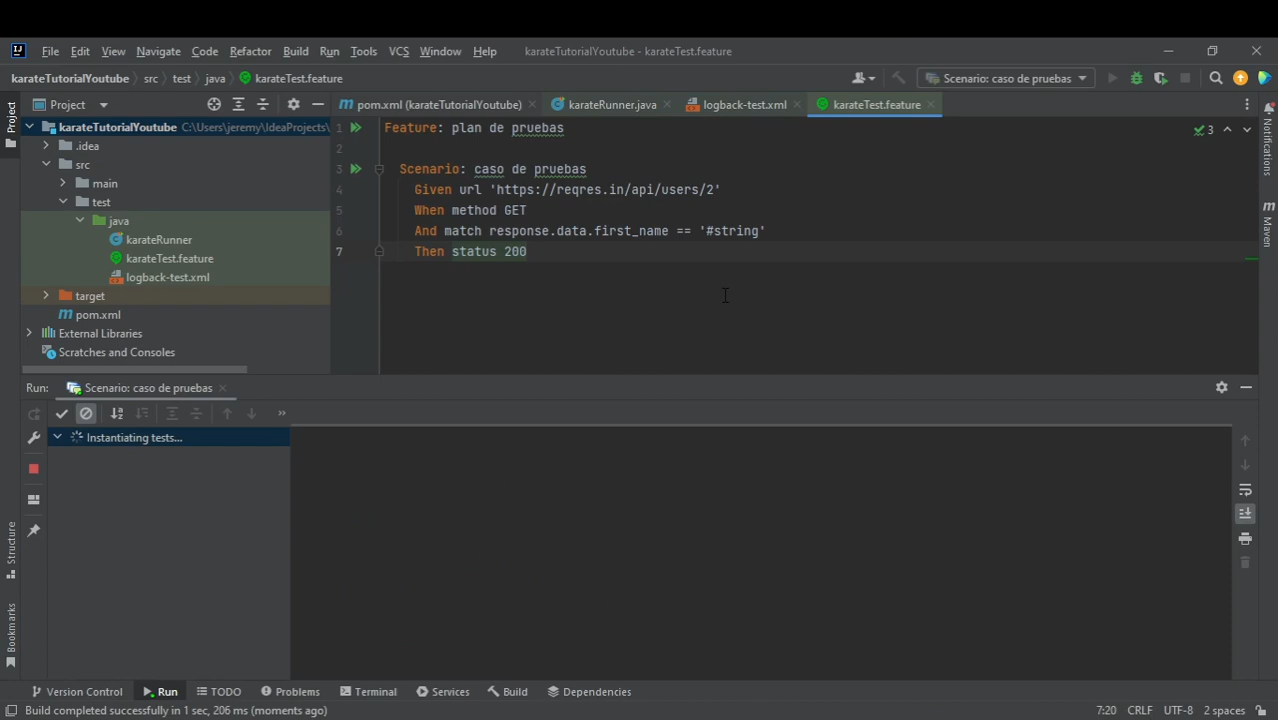 IJ File Edit View Navigate Code Refactor Build Run Tools VCS Window Help karateTutorialYoutube - karateTest.feature
karateTutorialYoutube src test java karateTest.feature Scenario: caso de pruebas
Project Project pom.xml (karateTutorialYoutube) karateRunner.java logback-test.xml karateTest.feature Notifications
karateTutorialYoutube C:\Users\jeremy\IdeaProjects\
.idea
src
main
test
java
karateRunner
karateTest.feature
logback-test.xml
target
m pom.xml
External Libraries
Scratches and Consoles
1 Feature: plan de pruebas 3
2
3 Scenario: caso de pruebas
4 Given url 'https://reqres.in/api/users/2'
5 When method GET
6 And match response.data.first_name == '#string'
7 Then status 200
m Maven
Run: Scenario: caso de pruebas
Instantiating tests...
Structure
Bookmarks
Version Control Run TODO Problems Terminal Services Build Dependencies
Build completed successfully in 1 sec, 206 ms (moments ago) 7:20 CRLF UTF-8 2 spaces